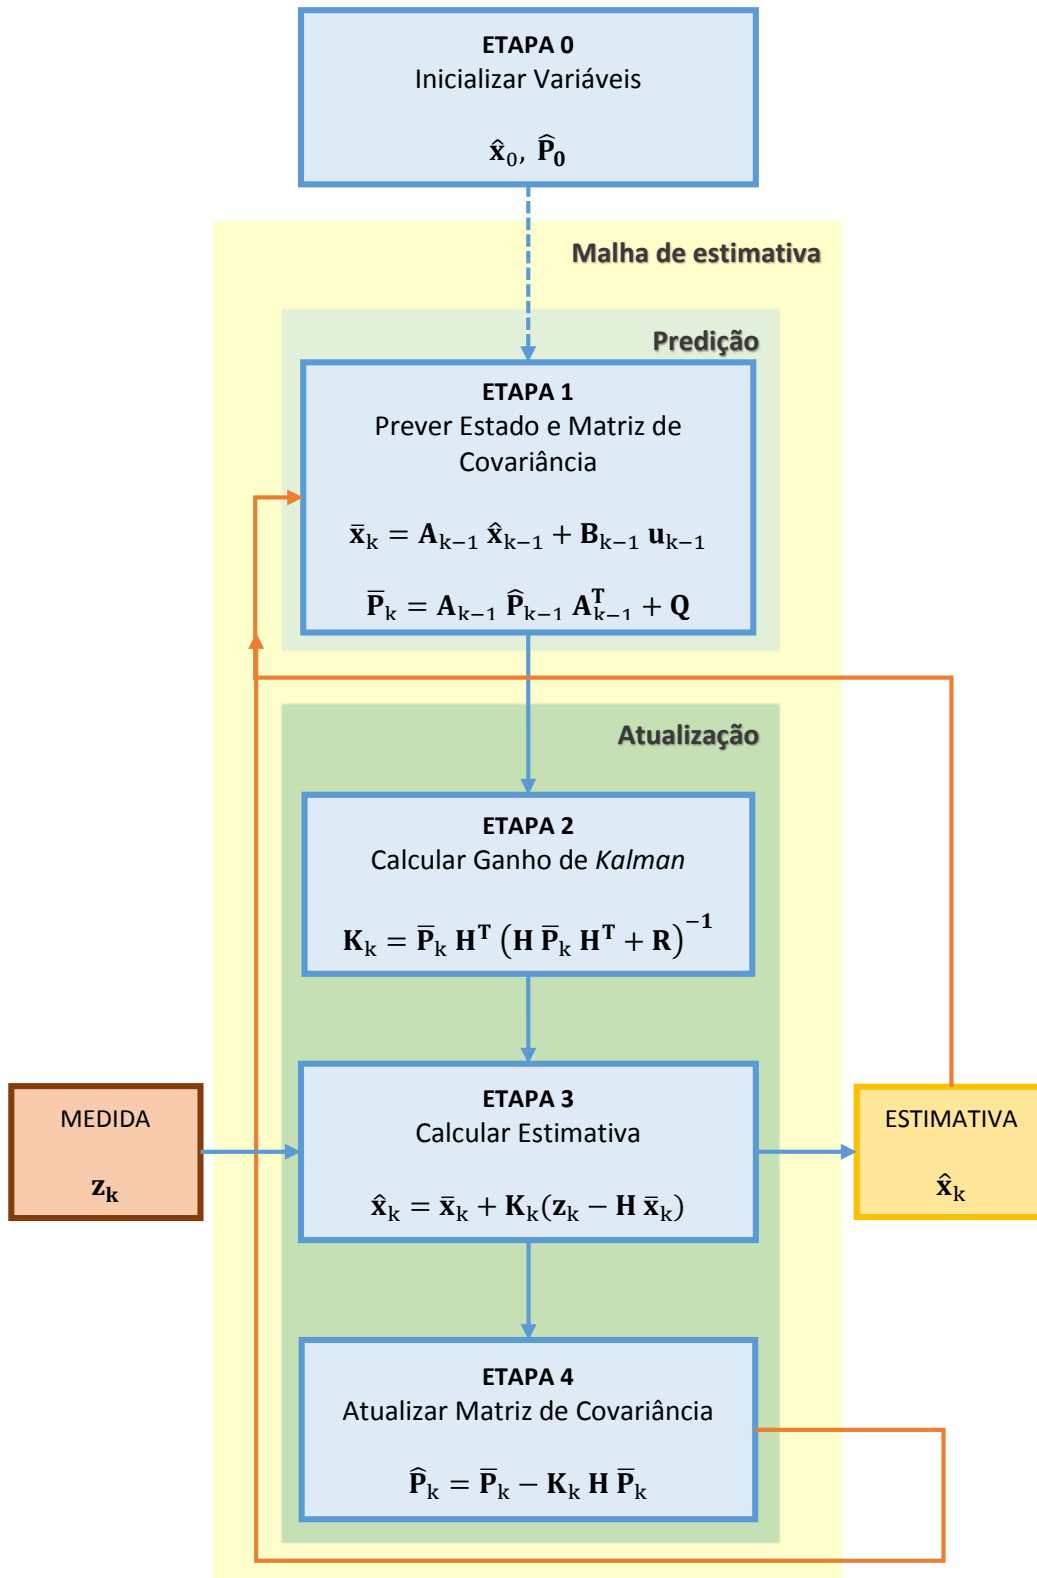 ETAPA 0
Inicializar Variáveis
x̂₀, P̂₀
Malha de estimativa
Predição
ETAPA 1
Prever Estado e Matriz de
Covariância
x̄ₖ = Aₖ₋₁ x̂ₖ₋₁ + Bₖ₋₁ uₖ₋₁
P̄ₖ = Aₖ₋₁ P̂ₖ₋₁ Aᵀₖ₋₁ + Q
Atualização
ETAPA 2
Calcular Ganho de Kalman
Kₖ = P̄ₖ Hᵀ (H P̄ₖ Hᵀ + R)⁻¹
MEDIDA
zₖ
ETAPA 3
Calcular Estimativa
x̂ₖ = x̄ₖ + Kₖ(zₖ − H x̄ₖ)
ESTIMATIVA
x̂ₖ
ETAPA 4
Atualizar Matriz de Covariância
P̂ₖ = P̄ₖ − Kₖ H P̄ₖ